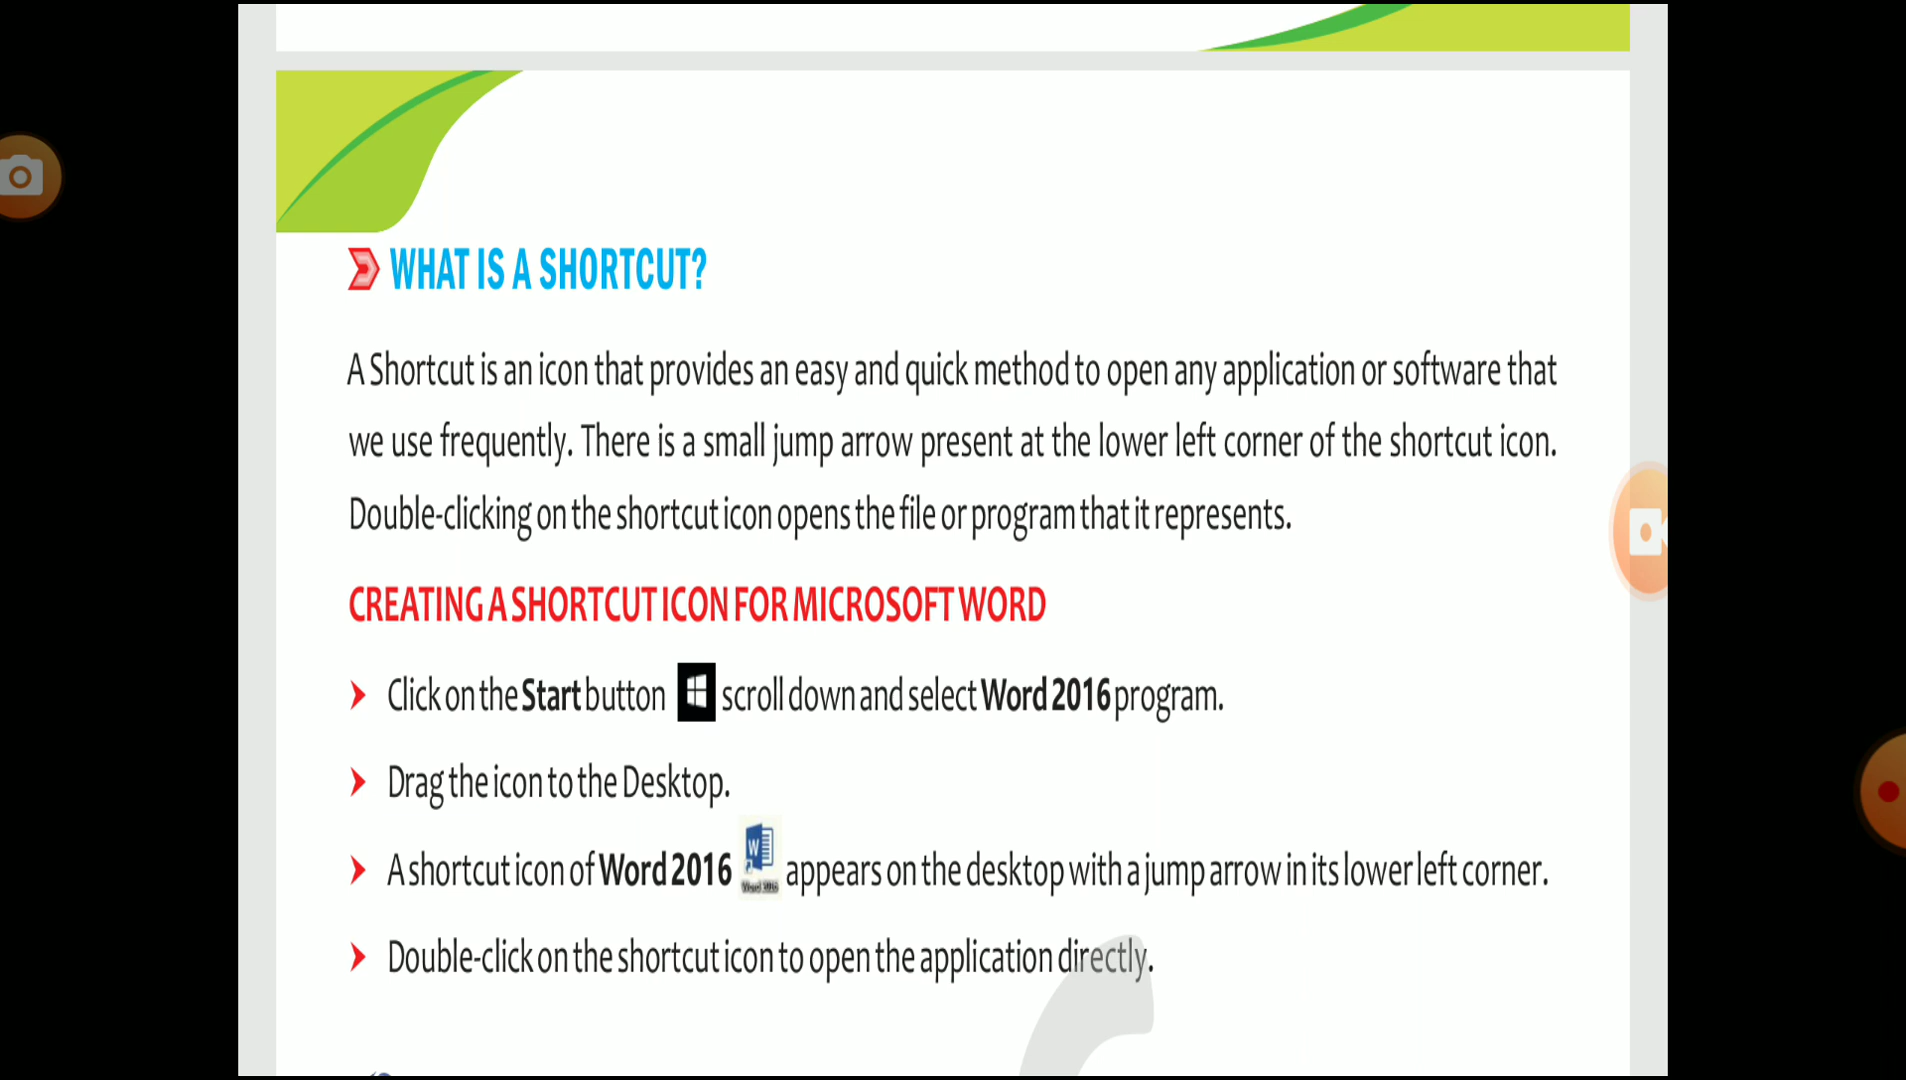 WHAT IS A SHORTCUT?
A Shortcut is an icon that provides an easy and quick method to open any application or software that
we use frequently. There is a small jump arrow present at the lower left corner of the shortcut icon.
Double-clicking on the shortcut icon opens the file or program that it represents.
CREATING A SHORTCUT ICON FOR MICROSOFT WORD
Click on the Start button scroll down and select Word 2016 program.
Drag the icon to the Desktop.
A shortcut icon of Word 2016 W Word 2016 appears on the desktop with a jump arrow in its lower left corner.
Double-click on the shortcut icon to open the application directly.